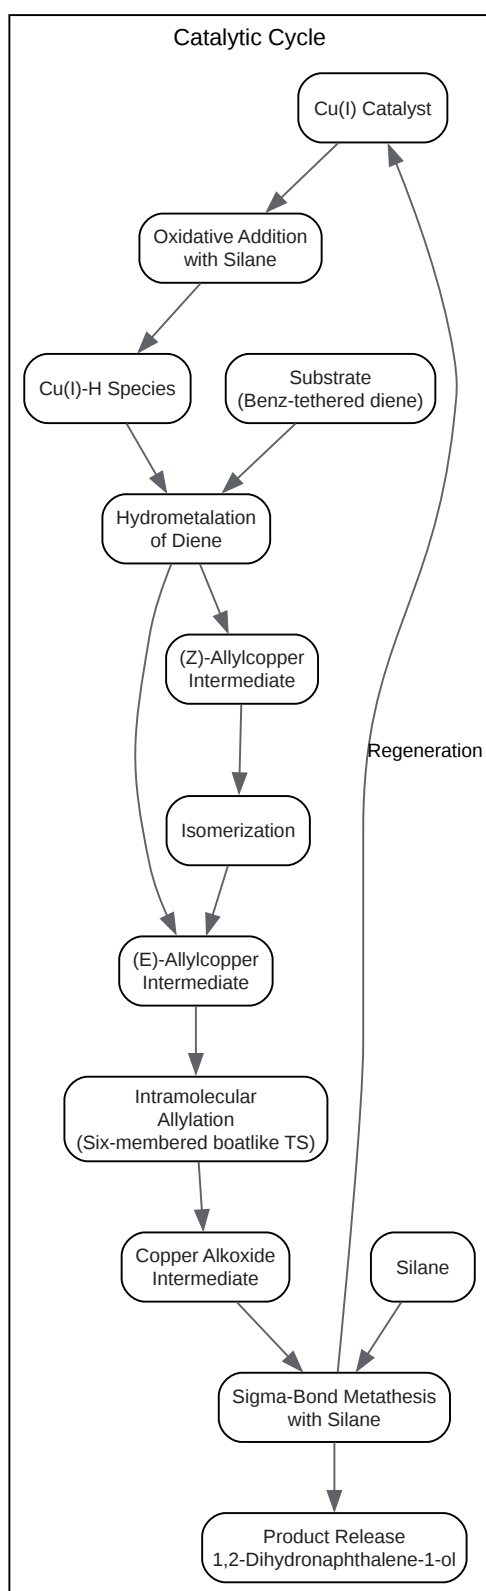 Catalytic Cycle
Cu(I) Catalyst
Oxidative Addition
with Silane
Cu(I)-H Species
Substrate
(Benz-tethered diene)
Hydrometalation
of Diene
(Z)-Allylcopper
Intermediate
Regeneration
Isomerization
(E)-Allylcopper
Intermediate
Intramolecular
Allylation
(Six-membered boatlike TS)
Copper Alkoxide
Intermediate
Silane
Sigma-Bond Metathesis
with Silane
Product Release
1,2-Dihydronaphthalene-1-ol